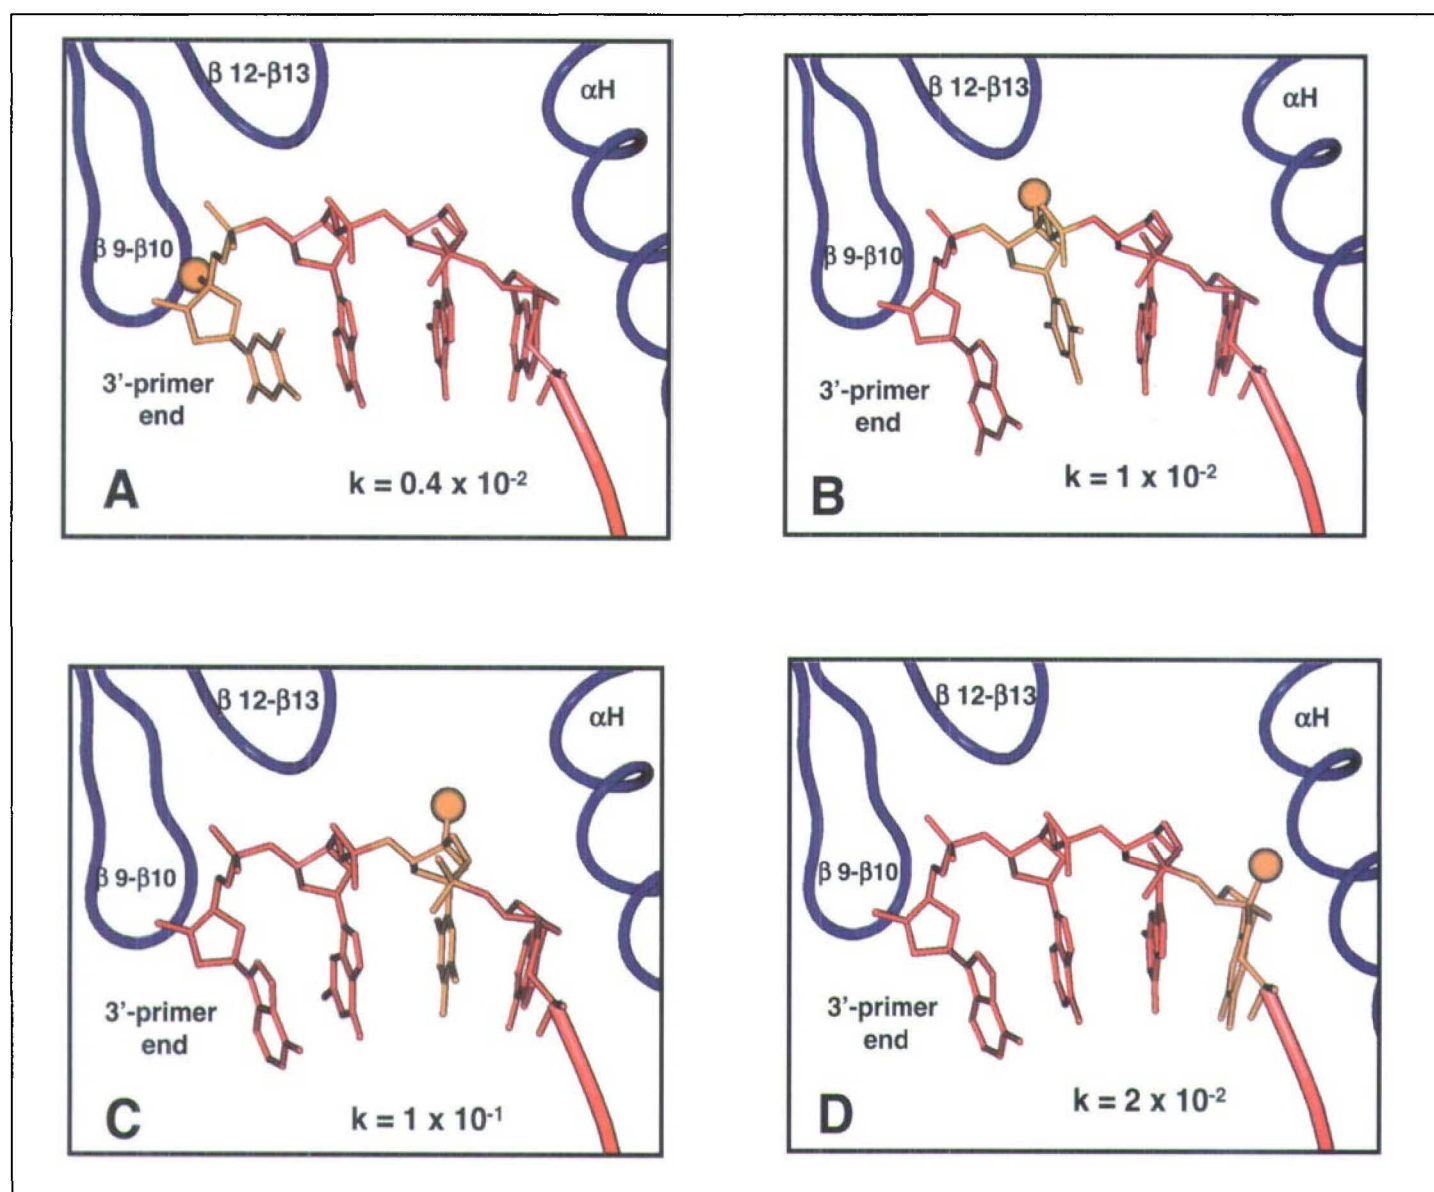 β 12-β13
αH
β 9-β10
3’-primer
end
A
k = 0.4 x 10-2
β 12-β13
αH
β 9-β10
3’-primer
end
B
k = 1 x 10-2
β 12-β13
αH
β 9-β10
3’-primer
end
C
k = 1 x 10-1
β 12-β13
αH
β 9-β10
3’-primer
end
D
k = 2 x 10-2